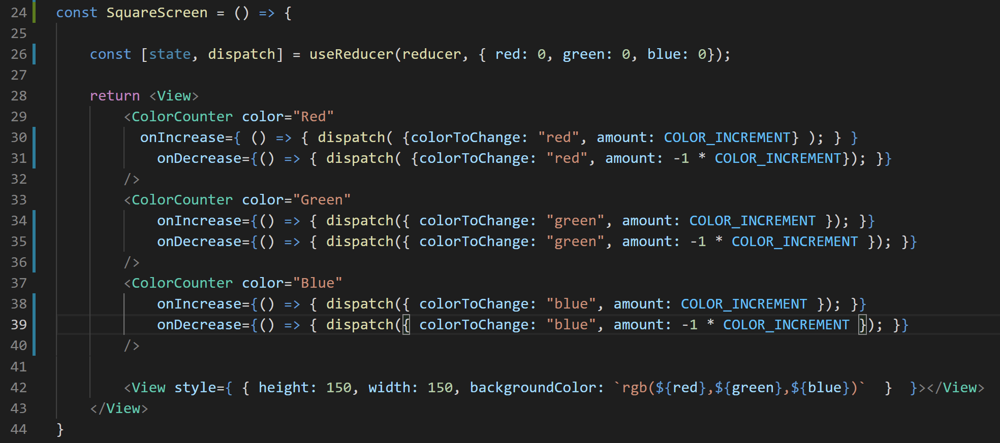 24 const SquareScreen = () => {
25
26 const [state, dispatch] = useReducer(reducer, { red: 0, green: 0, blue: 0});
27
28 return <View>
29 <ColorCounter color="Red"
30 onIncrease={ () => { dispatch( {colorToChange: "red", amount: COLOR_INCREMENT} ); } }
31 onDecrease={() => { dispatch( {colorToChange: "red", amount: -1 * COLOR_INCREMENT}); }}
32 />
33 <ColorCounter color="Green"
34 onIncrease={() => { dispatch({ colorToChange: "green", amount: COLOR_INCREMENT }); }}
35 onDecrease={() => { dispatch({ colorToChange: "green", amount: -1 * COLOR_INCREMENT }); }}
36 />
37 <ColorCounter color="Blue"
38 onIncrease={() => { dispatch({ colorToChange: "blue", amount: COLOR_INCREMENT }); }}
39 onDecrease={() => { dispatch({ colorToChange: "blue", amount: -1 * COLOR_INCREMENT }); }}
40 />
41
42 <View style={ { height: 150, width: 150, backgroundColor: `rgb(${red},${green},${blue})` } }></View>
43 </View>
44 }